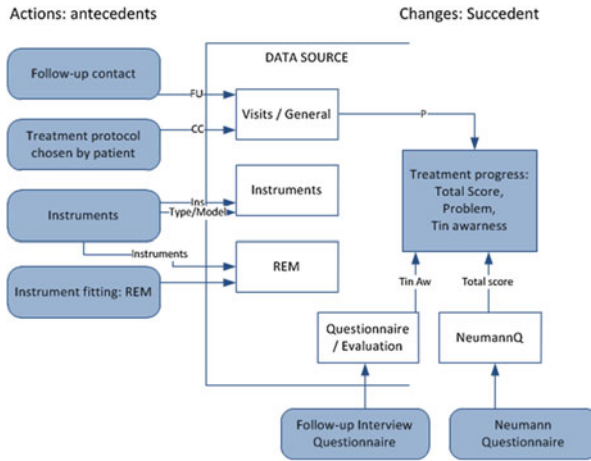 Actions: antecedents
Changes: Succedent
DATA SOURCE
Follow-up contact
FU
Visits / General
P
Treatment protocol
chosen by patient
CC
Treatment progress:
Total Score,
Problem,
Tin awarness
Instruments
Ins
Type/Model
Instruments
Instruments
REM
Instrument fitting: REM
Tin Aw
Total score
Questionnaire
/ Evaluation
NeumannQ
Follow-up Interview
Questionnaire
Neumann
Questionnaire